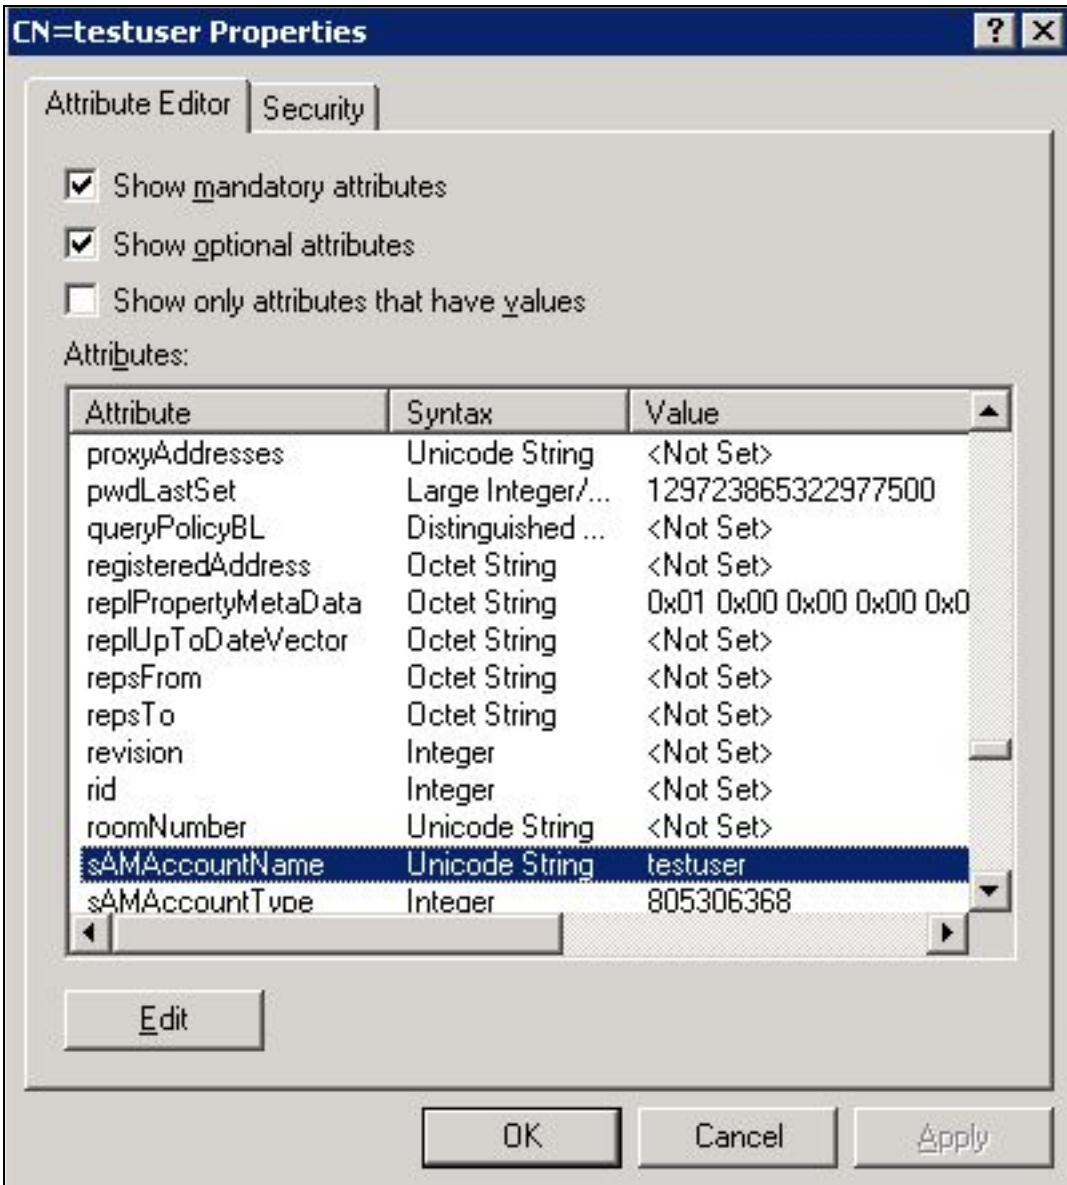 CN=testuser Properties
Attribute Editor Security
Show mandatory attributes
Show optional attributes
Show only attributes that have values
Attributes:
Attribute Syntax Value
proxyAddresses Unicode String <Not Set>
pwdLastSet Large Integer/... 129723865322977500
queryPolicyBL Distinguished ... <Not Set>
registeredAddress Octet String <Not Set>
replPropertyMetaData Octet String 0x01 0x00 0x00 0x00 0x0
replUpToDateVector Octet String <Not Set>
repsFrom Octet String <Not Set>
repsTo Octet String <Not Set>
revision Integer <Not Set>
rid Integer <Not Set>
roomNumber Unicode String <Not Set>
sAMAccountName Unicode String testuser
sAMAccountType Integer 805306368
Edit
OK Cancel Apply